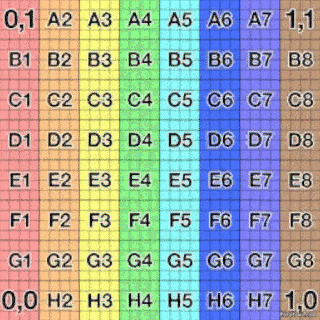 0,1 A2 A3 A4 A5 A6 A7 1,1
B1 B2 B3 B4 B5 B6 B7 B8
C1 C2 C3 C4 C5 C6 C7 C8
D1 D2 D3 D4 D5 D6 D7 D8
E1 E2 E3 E4 E5 E6 E7 E8
F1 F2 F3 F4 F5 F6 F7 F8
G1 G2 G3 G4 G5 G6 G7 G8
0,0 H2 H3 H4 H5 H6 H7 1,0